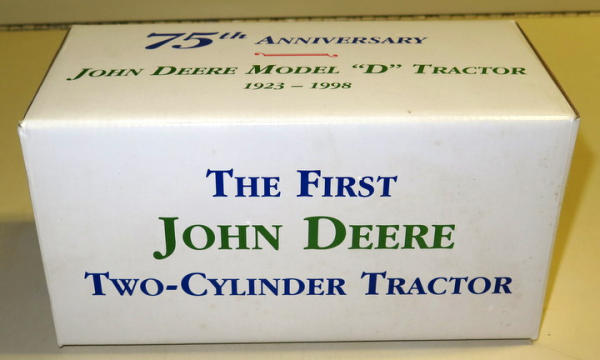 75th Anniversary
John Deere Model "D" Tractor
1923 – 1998
The First
John Deere
Two-Cylinder Tractor